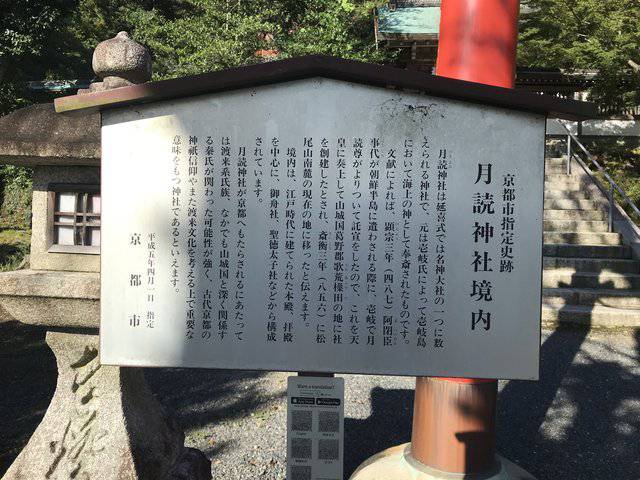 京都市指定史跡
月読神社境内
月読神社は延喜式では名神大社の一つに数
えられる神社で、元は壱岐氏によって壱岐島
において海上の神として奉斎されたものです。
文献によれば、顕宗三年（四八七）阿閉臣
事代が朝鮮半島に遣わされる際に、壱岐で月
読尊がよりついて託宣をしたので、これを天
皇に奏上して山城国葛野郡歌荒樔田の地に社
を創建したとされ、斎衡三年（八五六）に松
尾山南麓の現在の地に移ったと伝えます。
境内は、江戸時代に建てられた本殿、拝殿
を中心に、御舟社、聖徳太子社などから構成
されています。
月読神社が京都へもたらされるにあたって
は渡来系氏族、なかでも山城国と深く関係す
る秦氏が関わった可能性が強く、古代京都の
神祇信仰やまた渡来文化を考える上で重要な
意味をもつ神社であるといえます。
平成五年四月一日 指定
京都市
Want a translation?